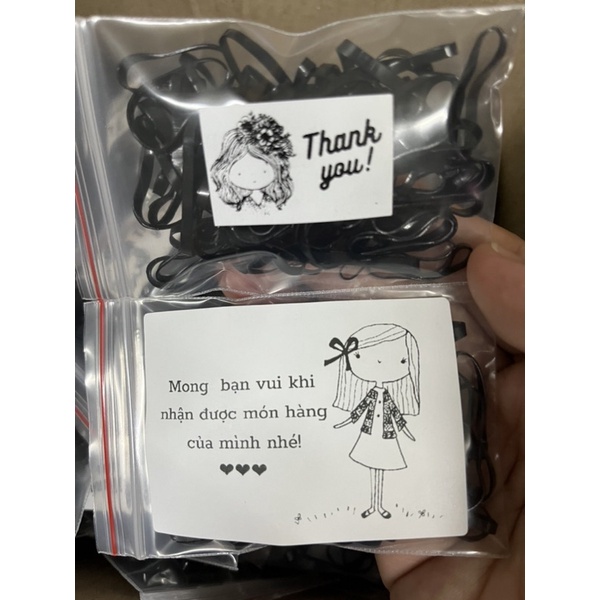 Thank
you!
Mong bạn vui khi
nhận được món hàng
của mình nhé!
❤❤❤